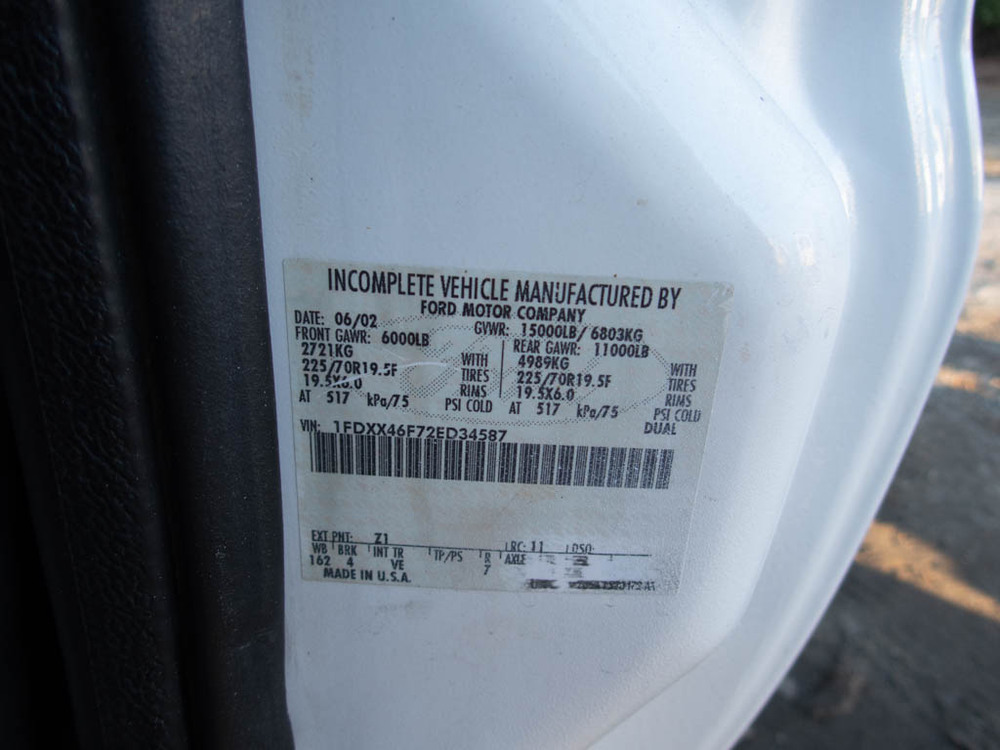 INCOMPLETE VEHICLE MANUFACTURED BY
FORD MOTOR COMPANY
DATE: 06/02 GVWR: 15000LB/ 6803KG
FRONT GAWR: 6000LB REAR GAWR: 11000LB
2721KG WITH 4989KG WITH
225/70R19.5F TIRES 225/70R19.5F TIRES
19.5X6.0 RIMS 19.5X6.0 RIMS
AT 517 kPa/75 PSI COLD AT 517 kPa/75 PSI COLD
DUAL
VIN: 1FDXX46F72ED34587
EXT PNT: Z1 RC: 11 DSO:
WB BRK INT TR TP/PS R AXLE
162 4 VE 7
MADE IN U.S.A.